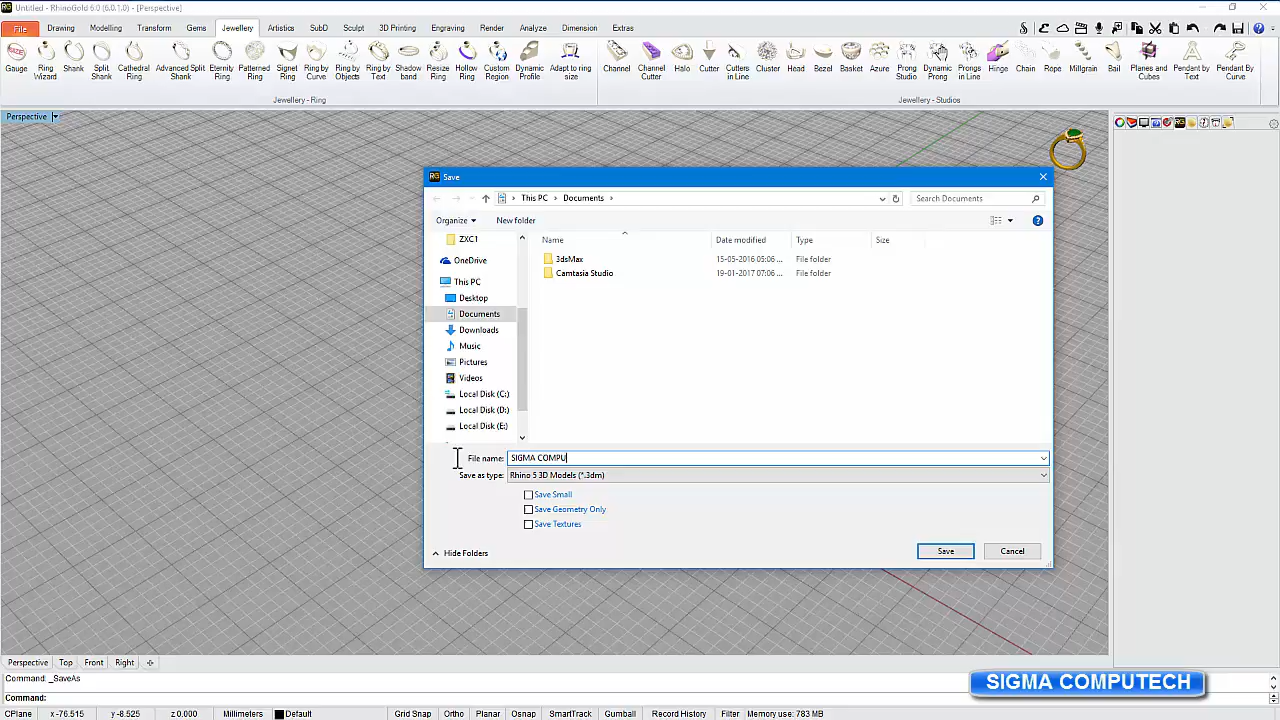 Untitled - RhinoGold 6.0 (6.0.1.0) - [Perspective]
File Drawing Modelling Transform Gems Jewellery Artistics SubD Sculpt 3D Printing Engraving Render Analyze Dimension Extras
Gauge Ring Wizard Shank Split Shank Cathedral Ring Advanced Split Shank Eternity Ring Patterned Ring Signet Ring Ring by Curve Ring by Objects Ring by Text Shadow band Resize Ring Hollow Ring Custom Region Dynamic Profile Adapt to ring size Channel Channel Cutter Halo Cutter Cutters in Line Cluster Head Bezel Basket Azure Prong Studio Dynamic Prong Prongs in Line Hinge Chain Rope Millgrain Bail Planes and Cubes Pendant by Text Pendant By Curve
Jewellery - Ring Jewellery - Studios
Perspective
Save
This PC > Documents >
Search Documents
Organize New folder
Name Date modified Type Size
ZXC1
OneDrive
This PC
Desktop
Documents
Downloads
Music
Pictures
Videos
Local Disk (C:)
Local Disk (D:)
Local Disk (E:)
3dsMax 15-05-2016 05:06 ... File folder
Camtasia Studio 19-01-2017 07:06 ... File folder
File name: SIGMA COMPU
Save as type: Rhino 5 3D Models (*.3dm)
Save Small
Save Geometry Only
Save Textures
Hide Folders
Save Cancel
Perspective Top Front Right
Command: _SaveAs
Command:
SIGMA COMPUTECH
CPlane x -76.515 y -8.525 z 0.000 Millimeters Default Grid Snap Ortho Planar Osnap SmartTrack Gumball Record History Filter Memory use: 783 MB